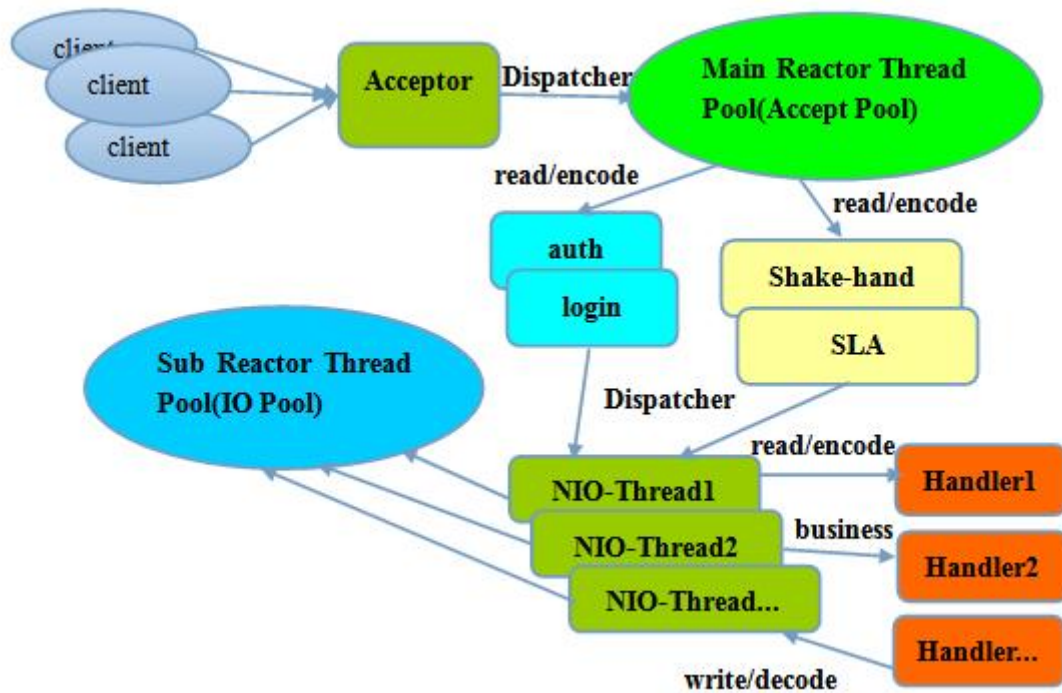 client
client
client
Acceptor
Dispatcher
Main Reactor Thread
Pool(Accept Pool)
read/encode
read/encode
auth
login
Shake-hand
SLA
Sub Reactor Thread
Pool(IO Pool)
Dispatcher
read/encode
NIO-Thread1
Handler1
business
NIO-Thread2
Handler2
NIO-Thread...
Handler...
write/decode